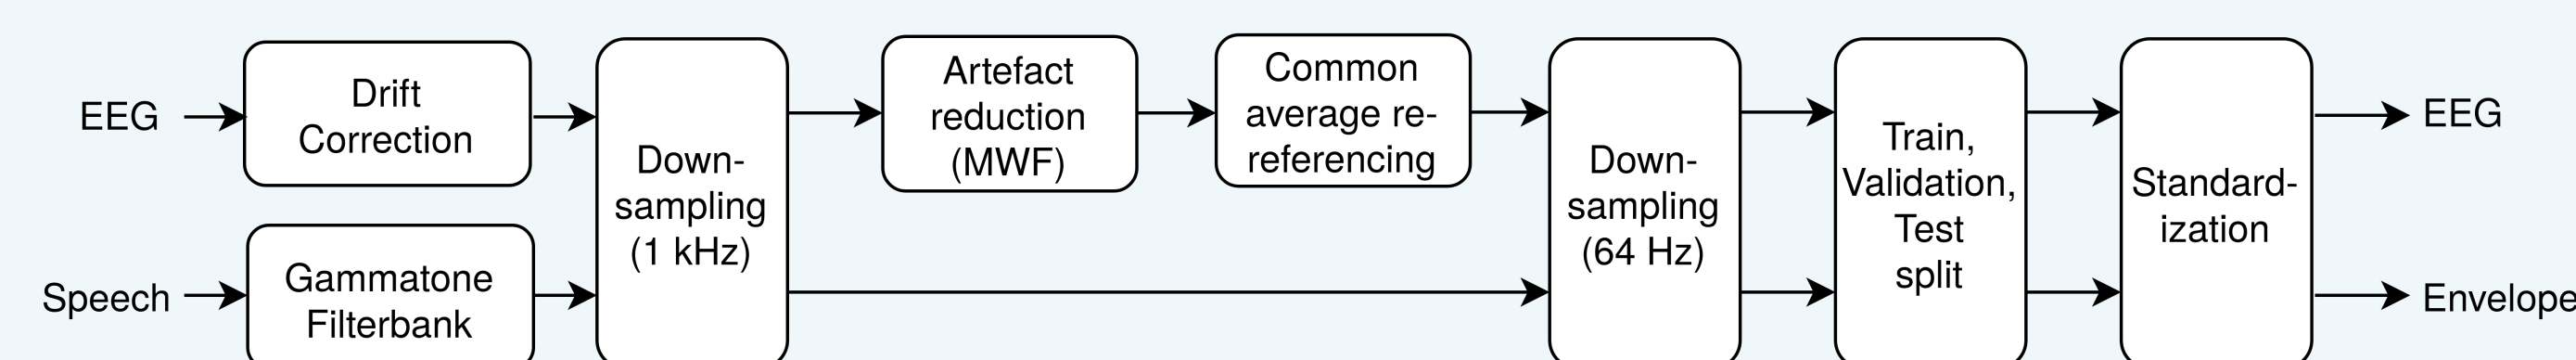 EEG
Drift
Correction
Speech
Gammatone
Filterbank
Down-
sampling
(1 kHz)
Artefact
reduction
(MWF)
Common
average re-
referencing
Down-
sampling
(64 Hz)
Train,
Validation,
Test
split
Standard-
ization
EEG
Envelope